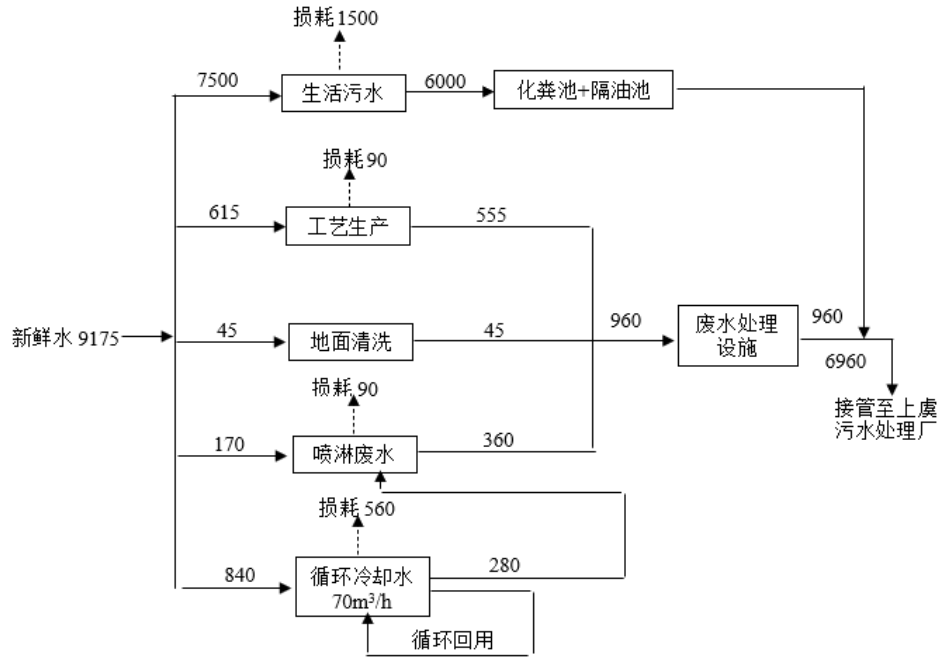 损耗1500
7500
生活污水
6000
化粪池+隔油池
损耗90
615
工艺生产
555
新鲜水 9175
45
地面清洗
45
960
废水处理
设施
960
6960
接管至上虞
污水处理厂
损耗90
170
喷淋废水
360
损耗560
840
循环冷却水
70m³/h
280
循环回用